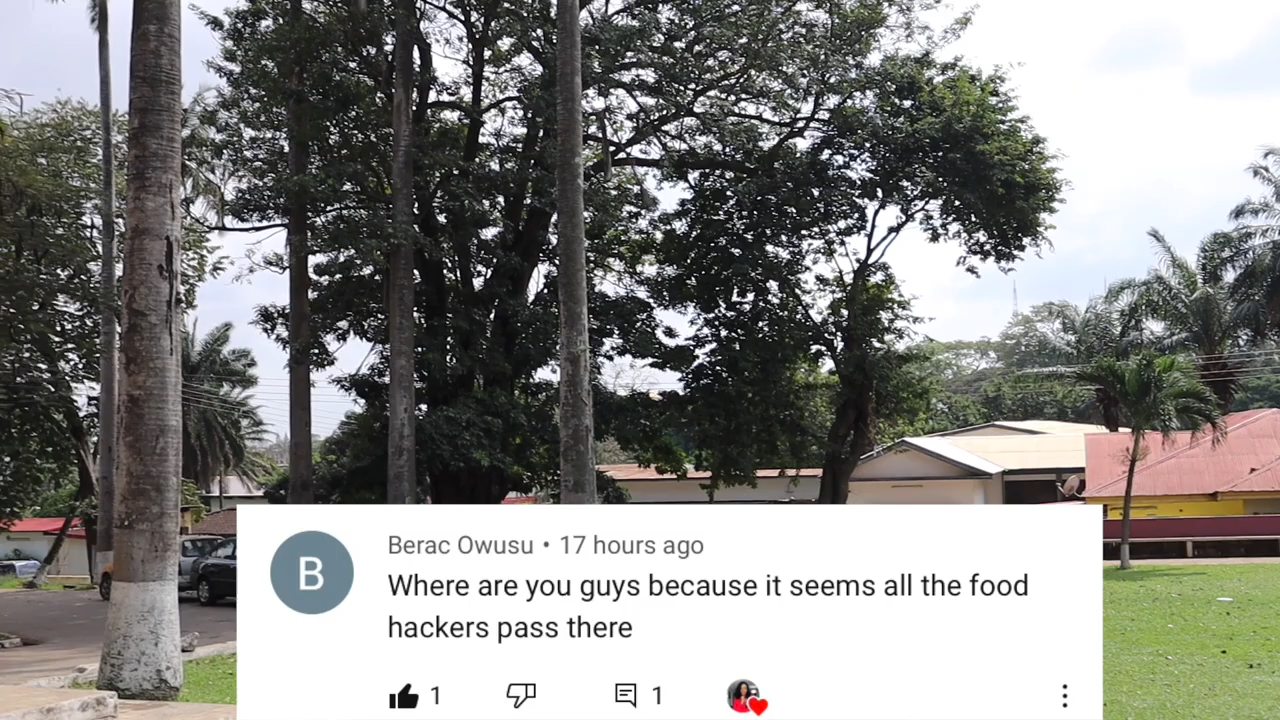 B
Berac Owusu • 17 hours ago
Where are you guys because it seems all the food
hackers pass there
1
1